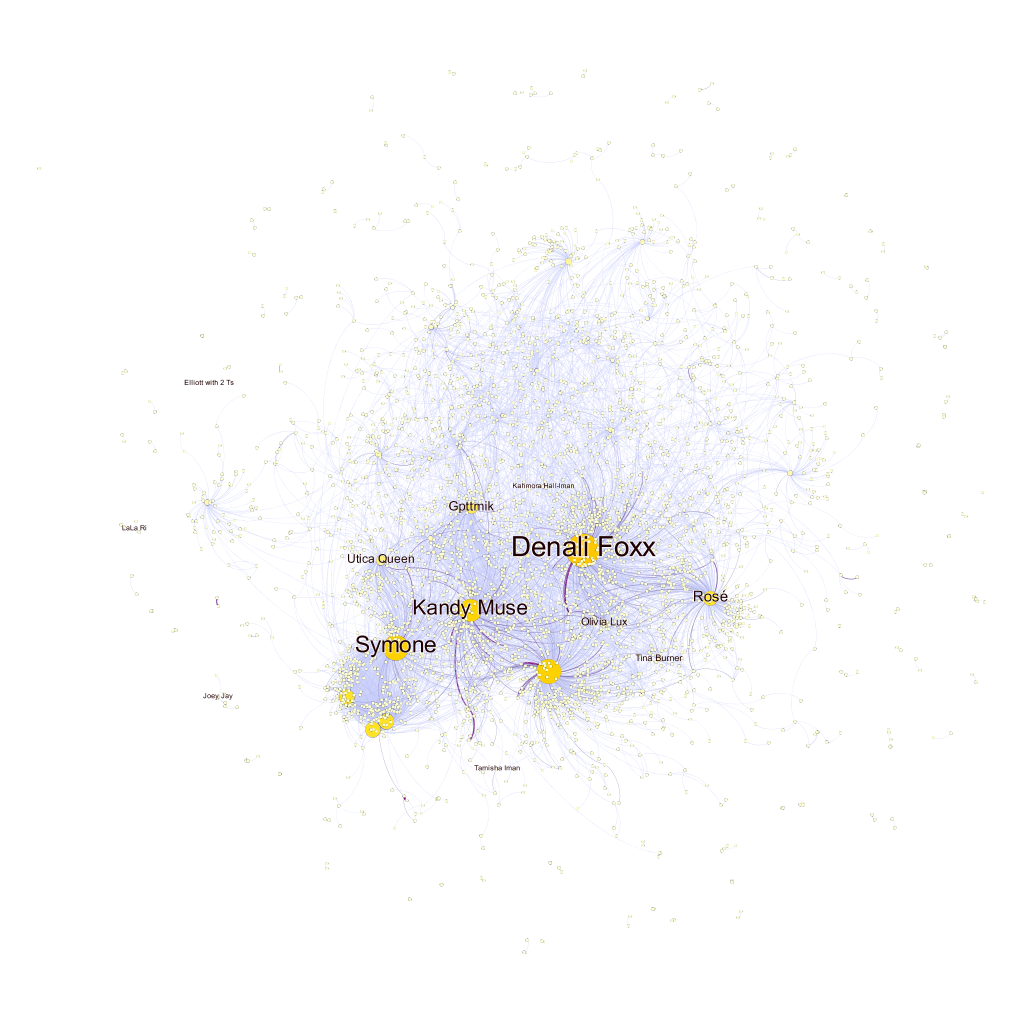 Elliott with 2 Ts
Kahmora Hall-Iman
Gottmik
LaLa Ri
Denali Foxx
Utica Queen
Rosé
Kandy Muse
Olivia Lux
Symone
Tina Burner
Joey Jay
Tamisha Iman